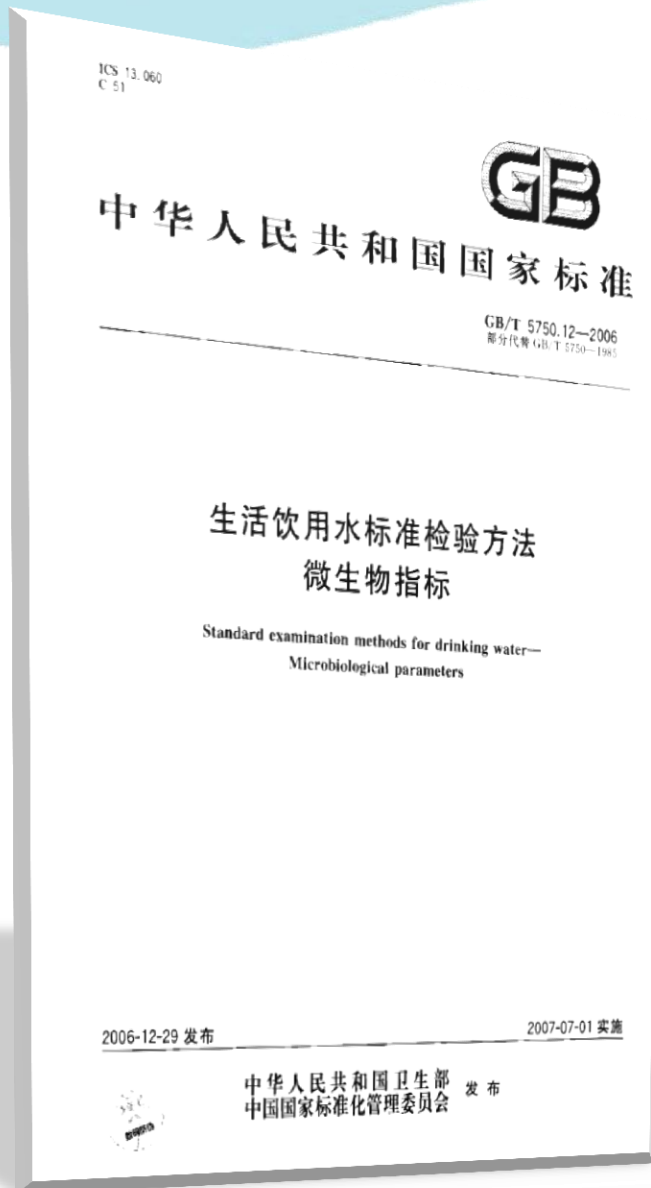 ICS 13.060
C 51
GB
中华人民共和国国家标准
GB/T 5750.12—2006
部分代替 GB/T 5750—1985
生活饮用水标准检验方法
微生物指标
Standard examination methods for drinking water—
Microbiological parameters
2006-12-29 发布
2007-07-01 实施
中华人民共和国卫生部
中国国家标准化管理委员会
发布